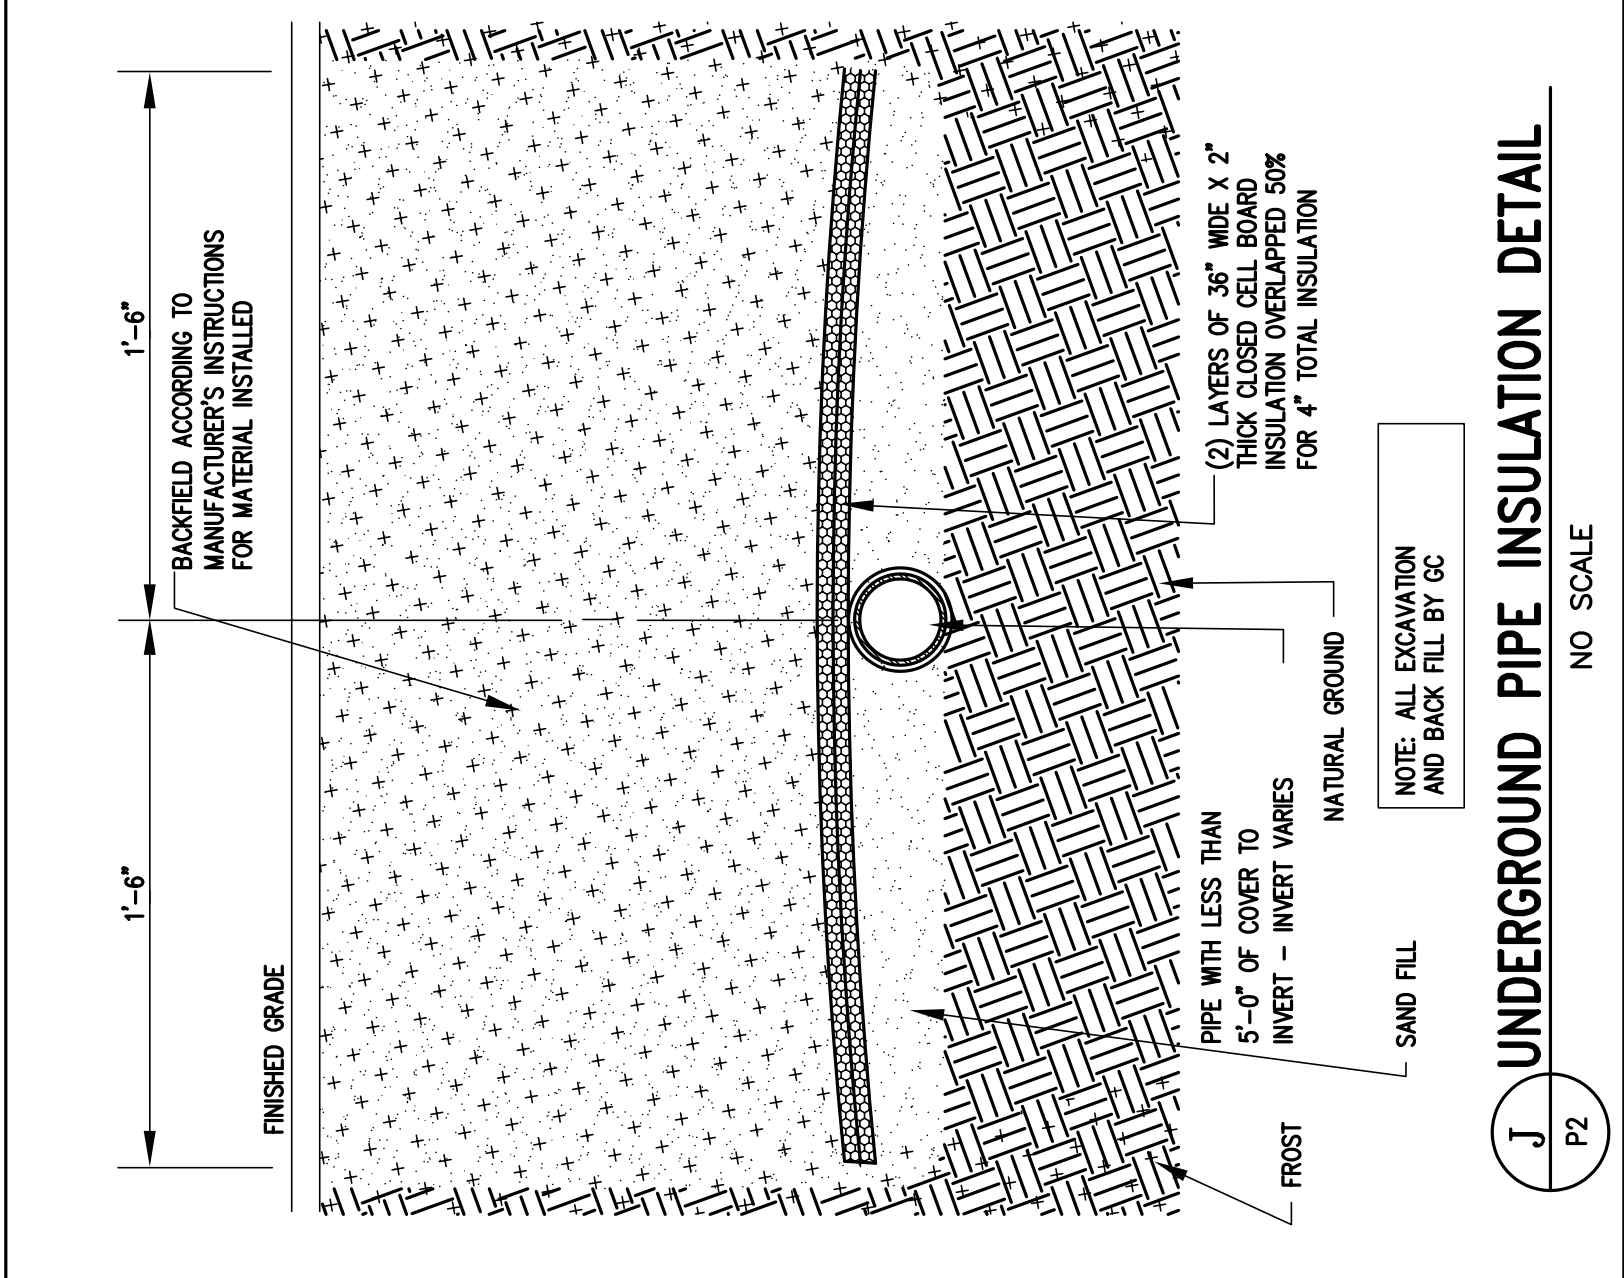 1'-6"
1'-6"
BACKFIELD ACCORDING TO
MANUFACTURER'S INSTRUCTIONS
FOR MATERIAL INSTALLED
FINISHED GRADE
(2) LAYERS OF 36" WIDE X 2"
THICK CLOSED CELL BOARD
INSULATION OVERLAPPED 50%
FOR 4" TOTAL INSULATION
PIPE WITH LESS THAN
5'-0" OF COVER TO
INVERT - INVERT VARIES
NATURAL GROUND
FROST
SAND FILL
NOTE: ALL EXCAVATION
AND BACK FILL BY GC
J
P2
UNDERGROUND PIPE INSULATION DETAIL
NO SCALE